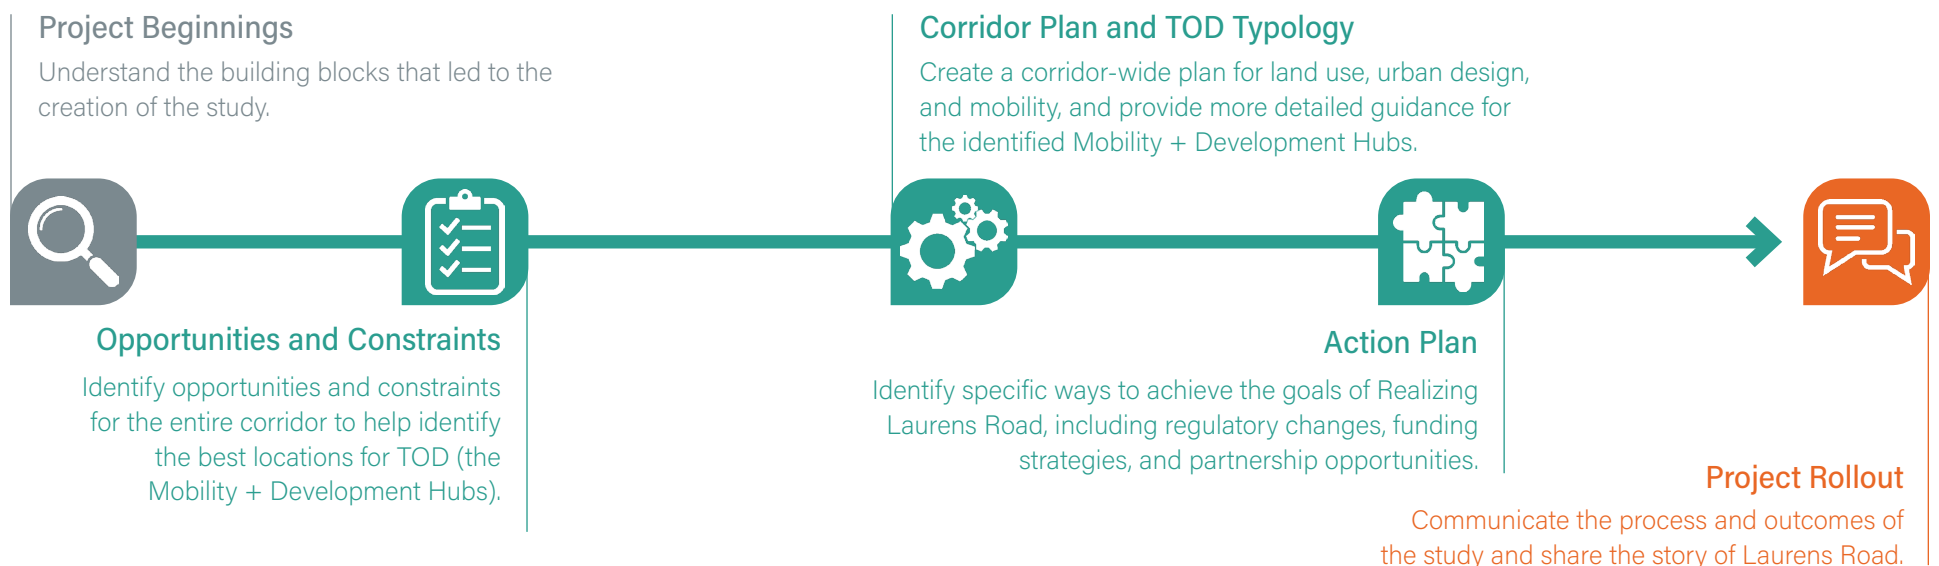 Project Beginnings
Understand the building blocks that led to the
creation of the study.
Opportunities and Constraints
Identify opportunities and constraints
for the entire corridor to help identify
the best locations for TOD (the
Mobility + Development Hubs).
Corridor Plan and TOD Typology
Create a corridor-wide plan for land use, urban design,
and mobility, and provide more detailed guidance for
the identified Mobility + Development Hubs.
Action Plan
Identify specific ways to achieve the goals of Realizing
Laurens Road, including regulatory changes, funding
strategies, and partnership opportunities.
Project Rollout
Communicate the process and outcomes of
the study and share the story of Laurens Road.